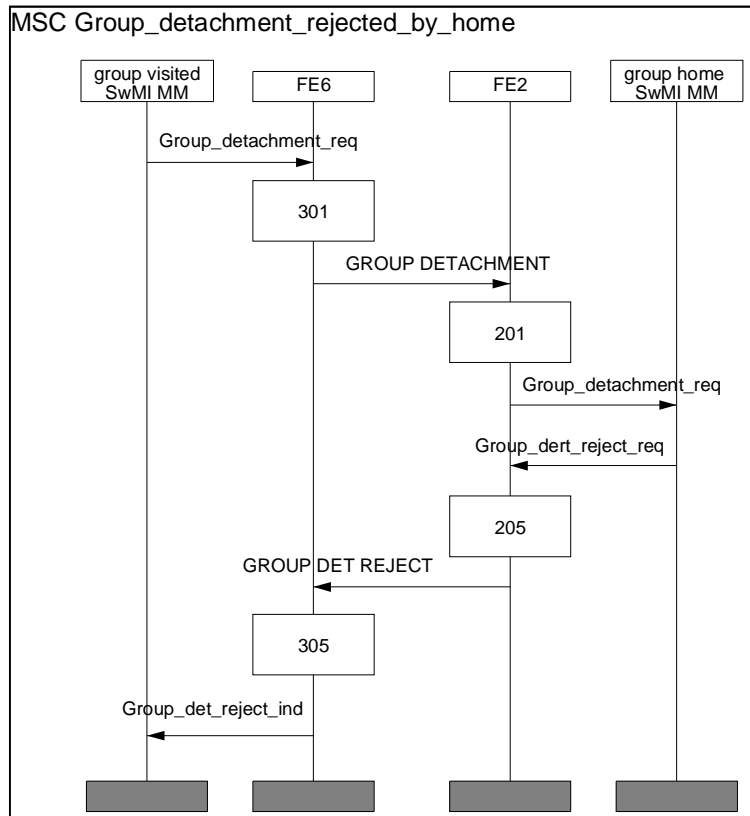 MSC Group_detachment_rejected_by_home
group visited
SwMI MM
FE6
FE2
group home
SwMI MM
Group_detachment_req
301
GROUP DETACHMENT
201
Group_detachment_req
Group_dert_reject_req
205
GROUP DET REJECT
305
Group_det_reject_ind